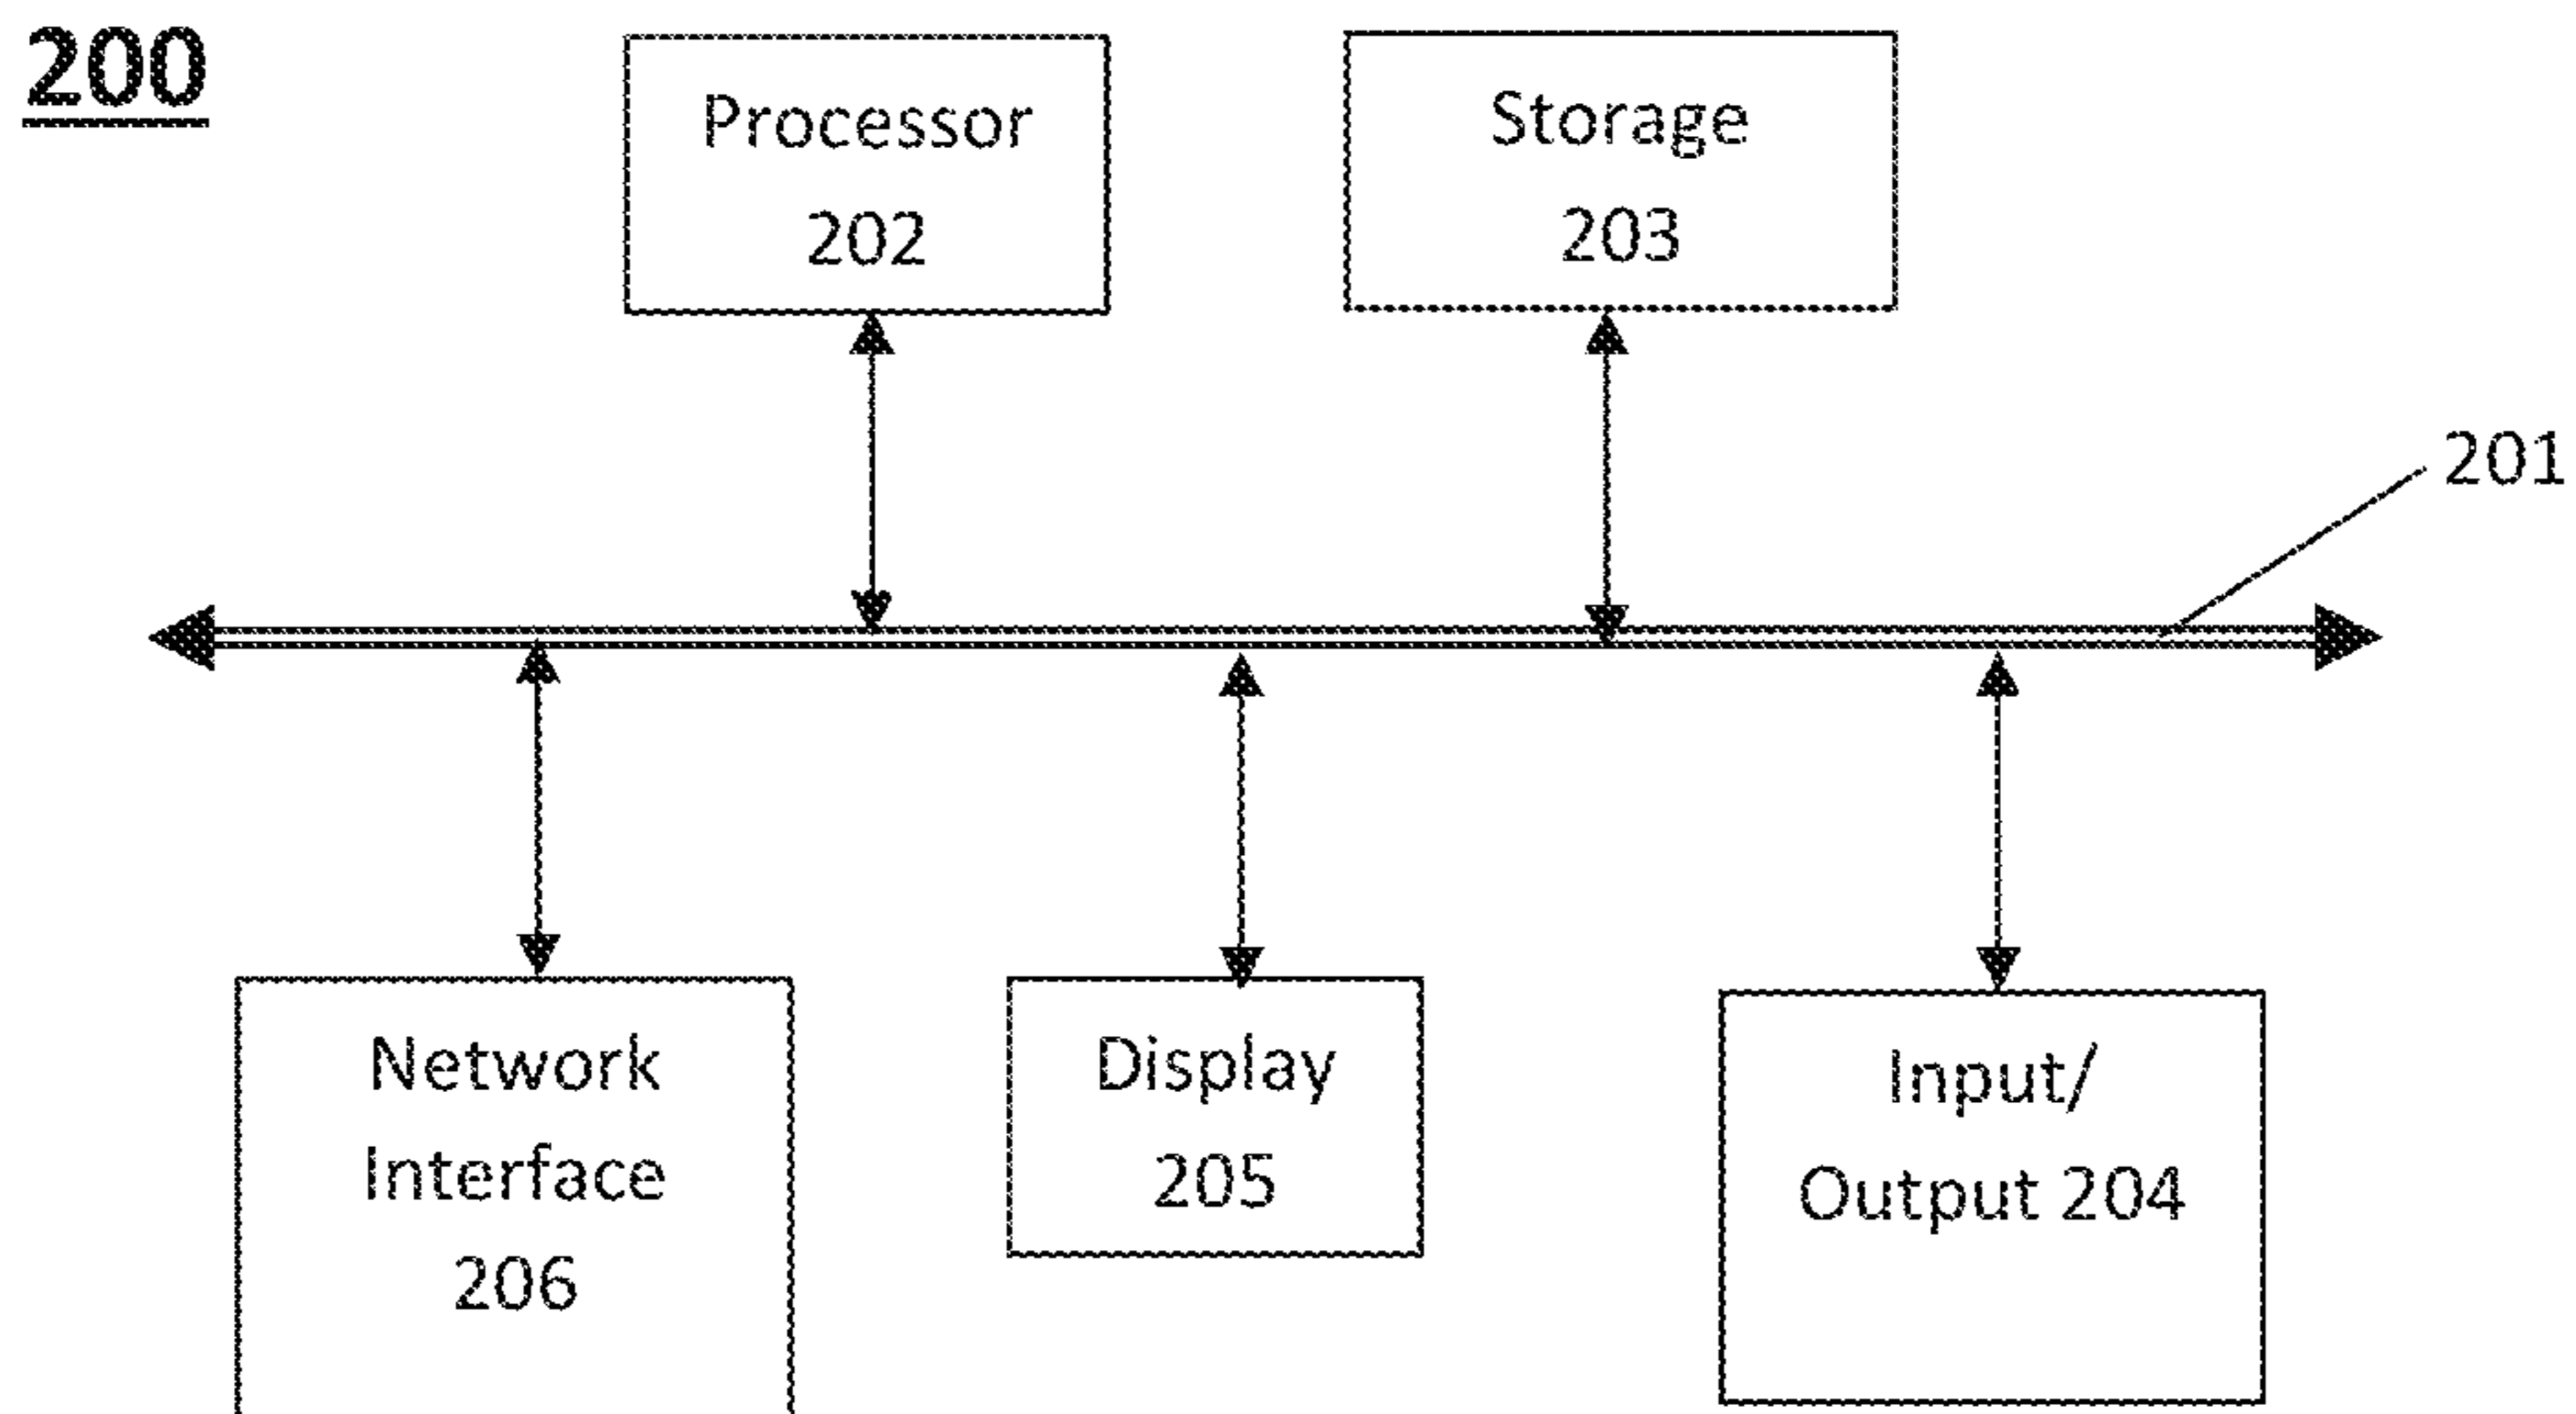 200
Processor
202
Storage
203
201
Network
Interface
206
Display
205
Input/
Output 204